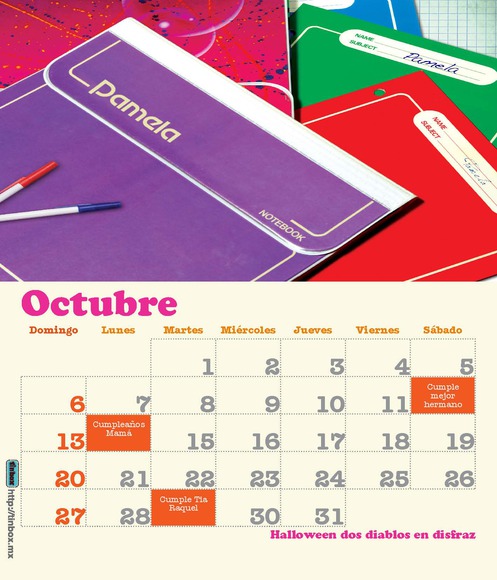 NAME
SUBJECT
Pamela
Pamela
NAME
SUBJECT
NOTEBOOK
Octubre
Domingo Lunes Martes Miércoles Jueves Viernes Sábado
1 2 3 4 5
6 7 8 9 10 11 Cumple mejor hermano
13 Cumpleaños Mamá 15 16 17 18 19
20 21 22 23 24 25 26
27 28 Cumple Tía Raquel 30 31
Halloween dos diablos en disfraz
tinbox
http://tinbox.mx